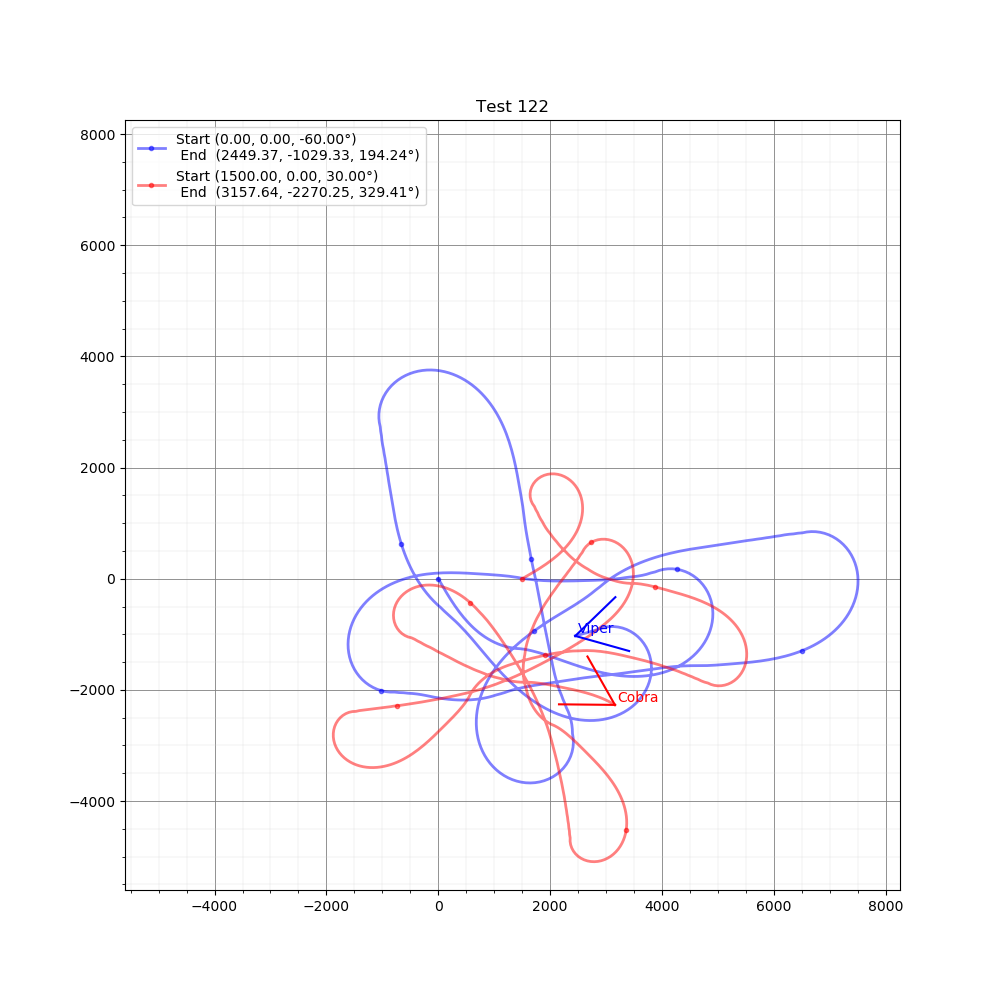 Test 122
Start (0.00, 0.00, -60.00°)
End (2449.37, -1029.33, 194.24°)
Start (1500.00, 0.00, 30.00°)
End (3157.64, -2270.25, 329.41°)
8000
6000
4000
2000
0
−2000
−4000
Viper
Cobra
−4000 −2000 0 2000 4000 6000 8000